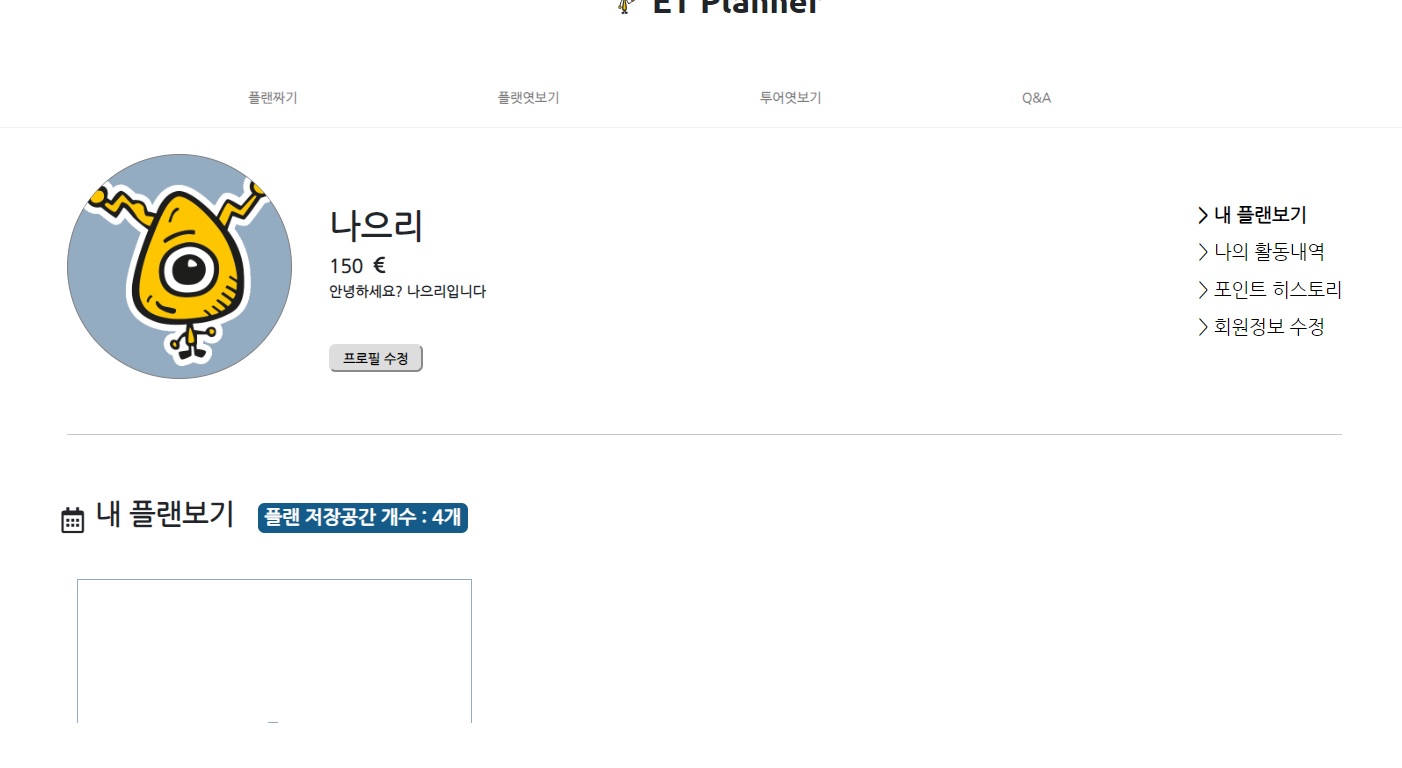 ET Planner
플랜짜기 플랫엿보기 투어엿보기 Q&A
나으리
150 €
안녕하세요? 나으리입니다
프로필 수정
> 내 플랜보기
> 나의 활동내역
> 포인트 히스토리
> 회원정보 수정
내 플랜보기 플랜 저장공간 개수 : 4개